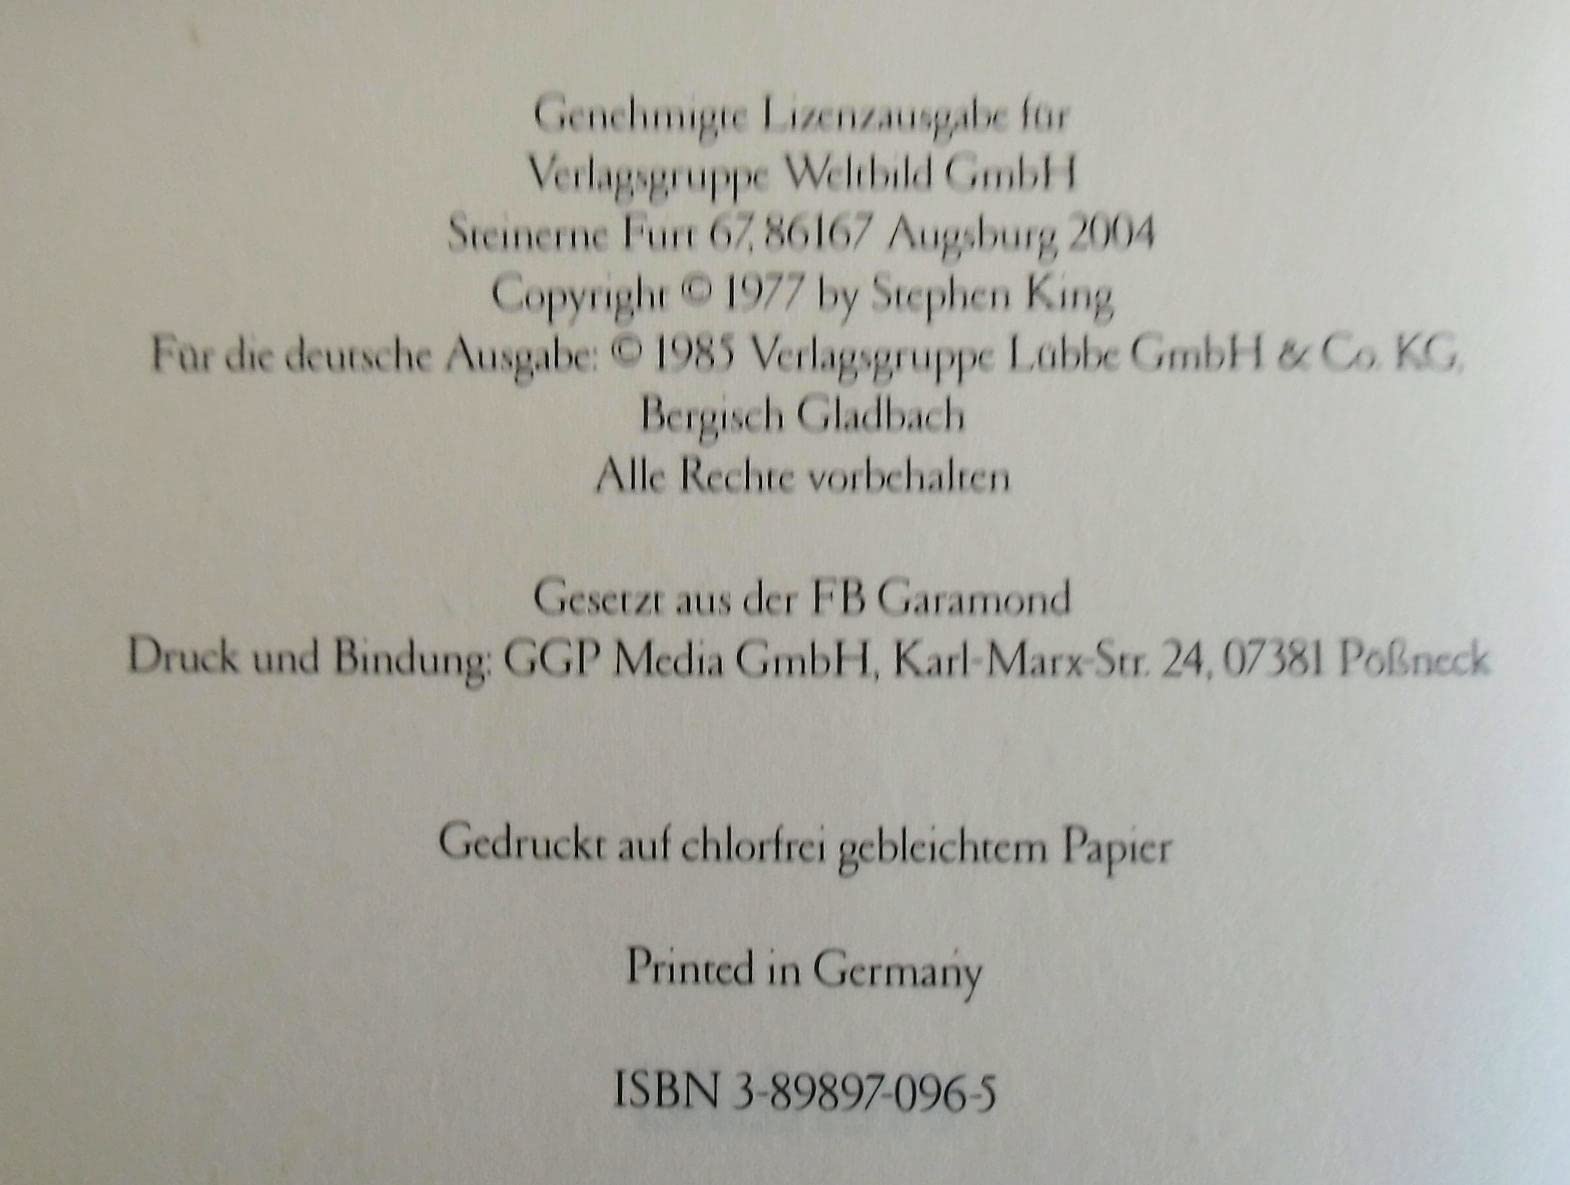 Genehmigte Lizenzausgabe für
Verlagsgruppe Weltbild GmbH
Steinerne Furt 67, 86167 Augsburg 2004
Copyright © 1977 by Stephen King
Für die deutsche Ausgabe: © 1985 Verlagsgruppe Lübbe GmbH & Co. KG,
Bergisch Gladbach
Alle Rechte vorbehalten
Gesetzt aus der FB Garamond
Druck und Bindung: GGP Media GmbH, Karl-Marx-Str. 24, 07381 Pößneck
Gedruckt auf chlorfrei gebleichtem Papier
Printed in Germany
ISBN 3-89897-096-5